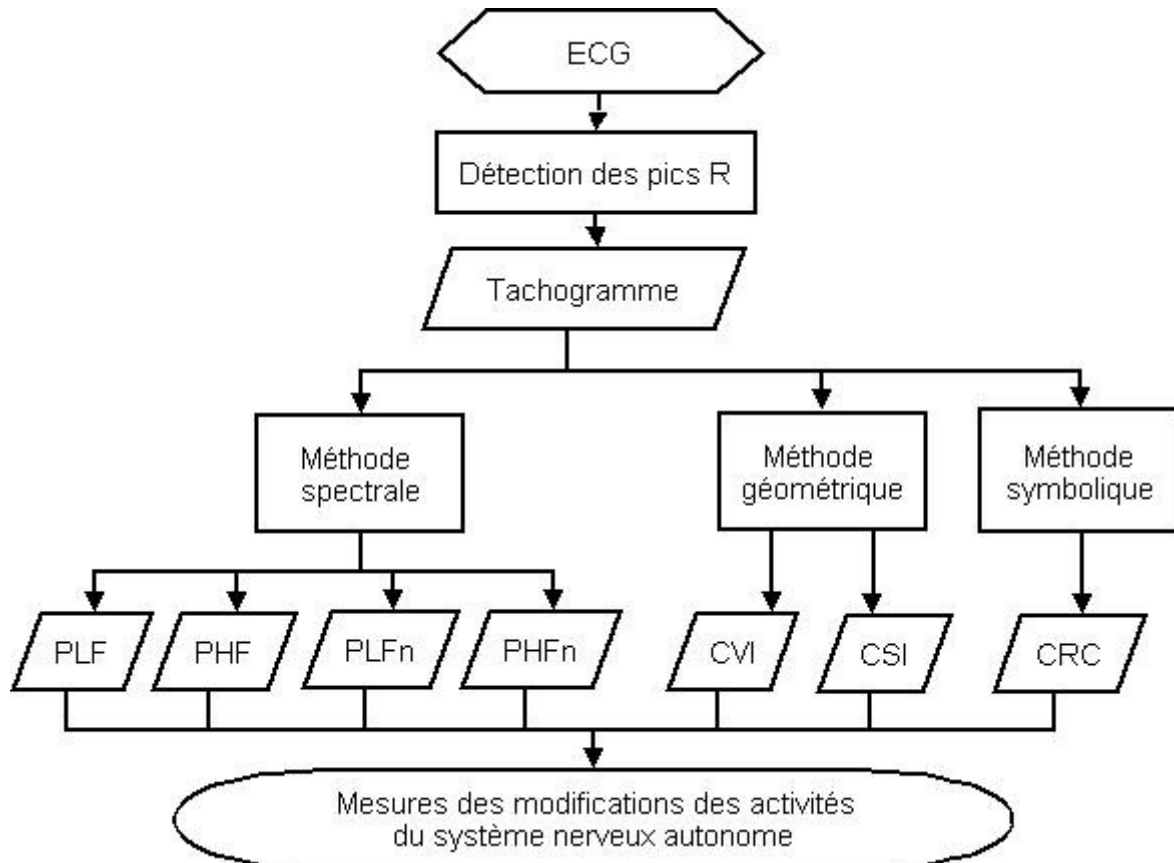 ECG
Détection des pics R
Tachogramme
Méthode
spectrale
Méthode
géométrique
Méthode
symbolique
PLF
PHF
PLFn
PHFn
CVI
CSI
CRC
Mesures des modifications des activités
du système nerveux autonome